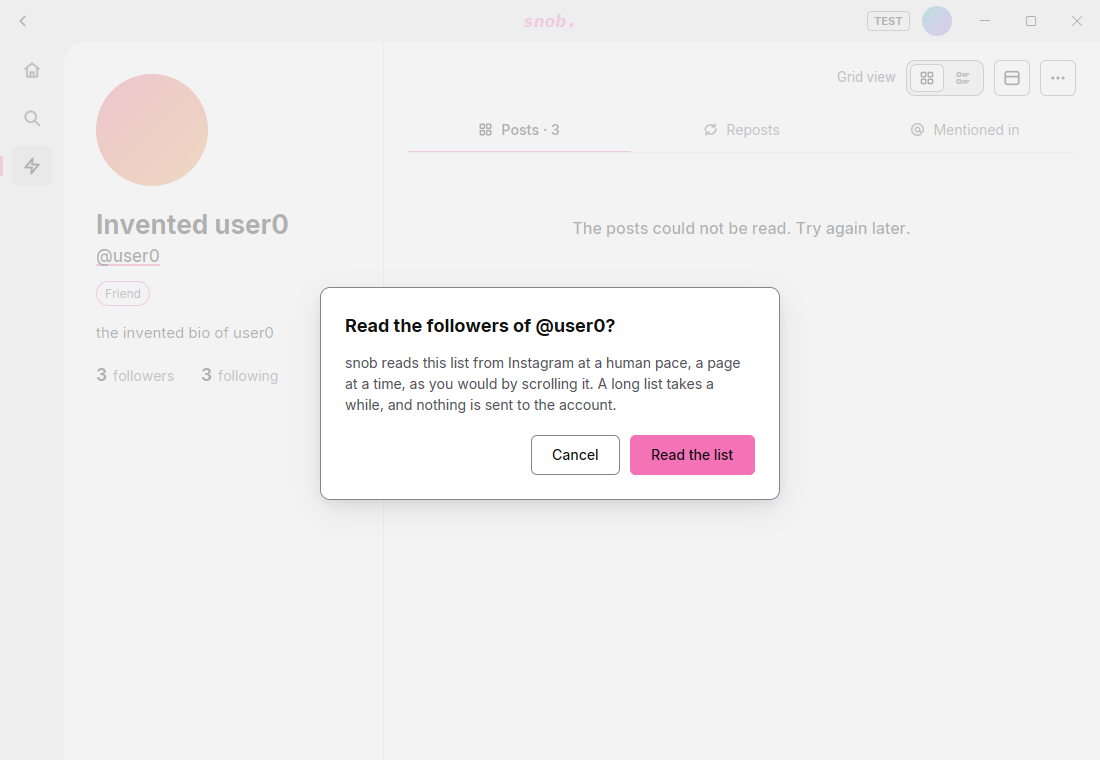 snob.
TEST
Grid view
Posts · 3
Reposts
Mentioned in
Invented user0
@user0
Friend
the invented bio of user0
3 followers 3 following
The posts could not be read. Try again later.
Read the followers of @user0?
snob reads this list from Instagram at a human pace, a page
at a time, as you would by scrolling it. A long list takes a
while, and nothing is sent to the account.
Cancel
Read the list